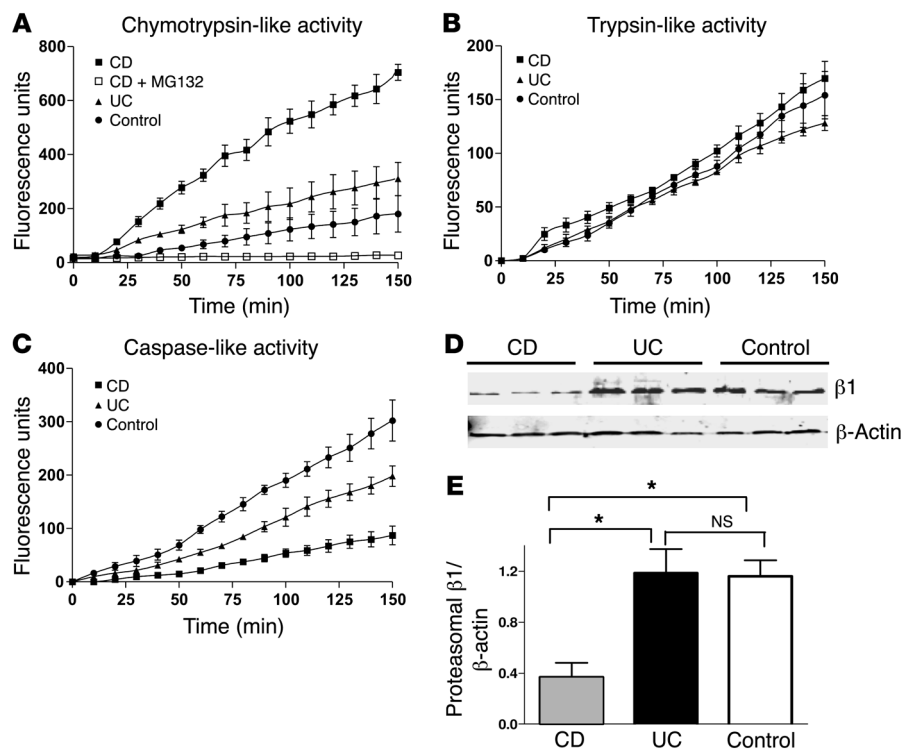 A
Chymotrypsin-like activity
800
600
400
200
0
Fluorescence units
CD
CD + MG132
UC
Control
0 25 50 75 100 125 150
Time (min)
B
Trypsin-like activity
200
150
100
50
0
Fluorescence units
CD
UC
Control
0 25 50 75 100 125 150
Time (min)
C
Caspase-like activity
400
300
200
100
0
Fluorescence units
CD
UC
Control
0 25 50 75 100 125 150
Time (min)
D
CD UC Control
β1
β-Actin
E
*
*
NS
1.2
0.8
0.4
0.0
Proteasomal β1/
β-actin
CD UC Control